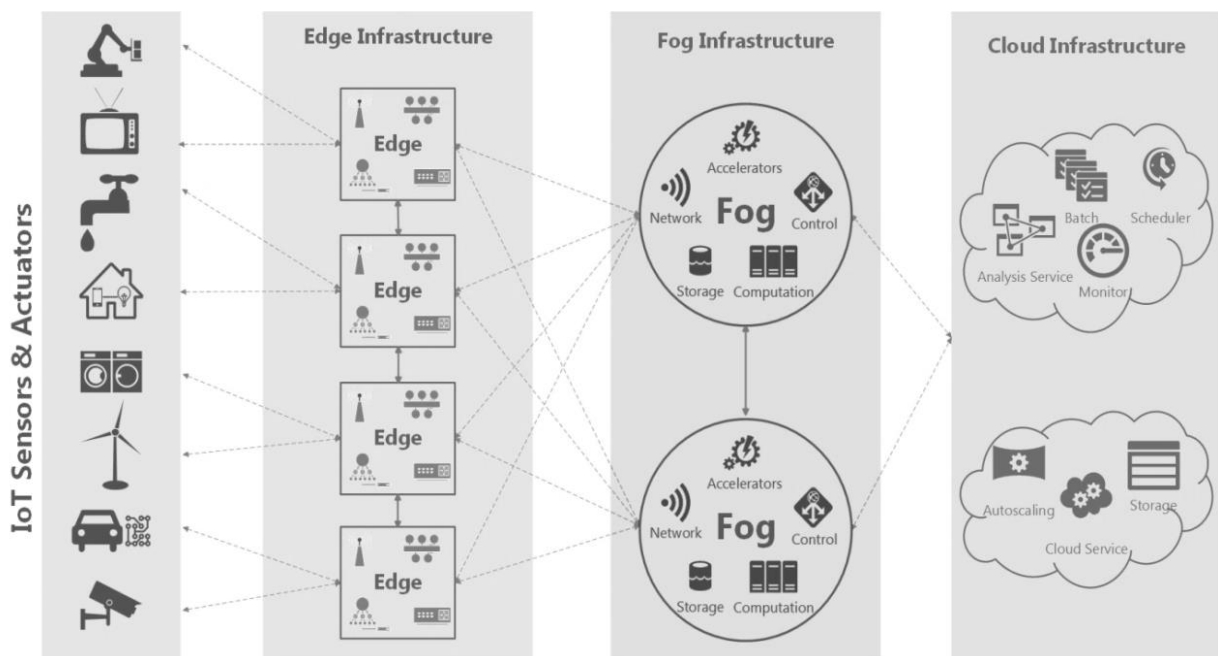 IoT Sensors & Actuators
Edge Infrastructure
Edge
Edge
Edge
Edge
Fog Infrastructure
Accelerators
Network
Fog
Control
Storage
Computation
Accelerators
Network
Fog
Control
Storage
Computation
Cloud Infrastructure
Batch
Scheduler
Analysis Service
Monitor
Autoscaling
Storage
Cloud Service